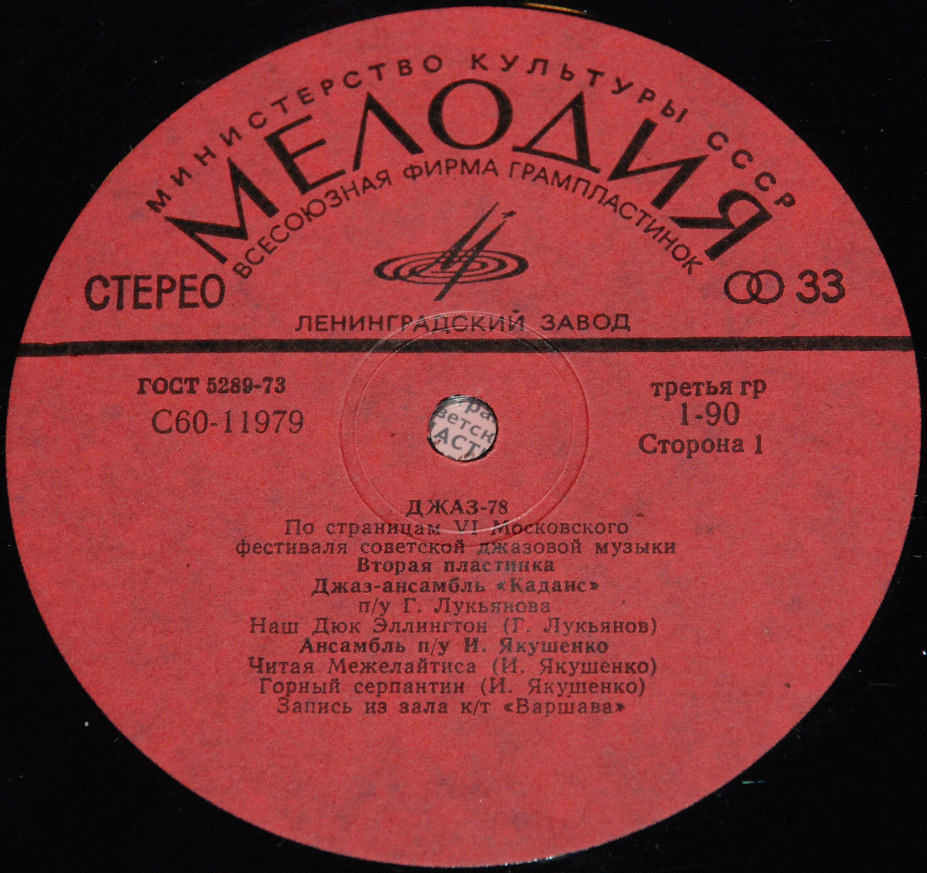 МИНИСТЕРСТВО КУЛЬТУРЫ СССР
МЕЛОДИЯ
ВСЕСОЮЗНАЯ ФИРМА ГРАМПЛАСТИНОК
СТЕРЕО
33
ЛЕНИНГРАДСКИЙ ЗАВОД
ГОСТ 5289-73
третья гр
С60-11979
1-90
Сторона 1
ДЖАЗ-78
По страницам VI Московского
фестиваля советской джазовой музыки
Вторая пластинка
Джаз-ансамбль «Каданс»
п/у Г. Лукьянова
Наш Дюк Эллингтон (Г. Лукьянов)
Ансамбль п/у И. Якушенко
Читая Межелайтиса (И. Якушенко)
Горный серпантин (И. Якушенко)
Запись из зала к/т «Варшава»